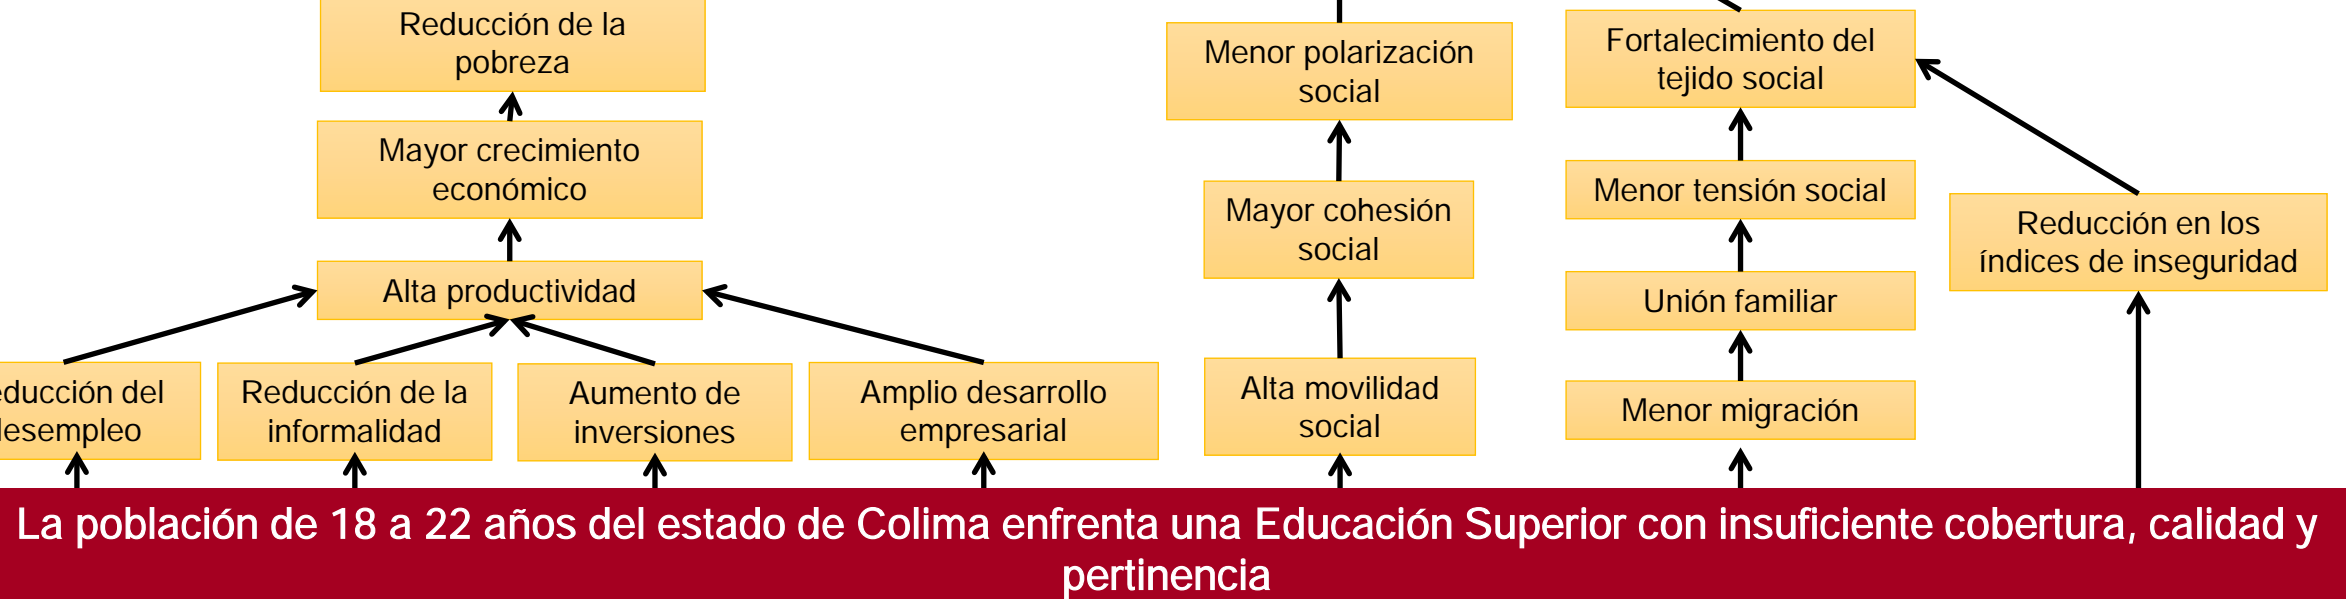 Reducción de la
pobreza
Mayor crecimiento
económico
Alta productividad
del
Reducción de la
informalidad
Aumento de
inversiones
Amplio desarrollo
empresarial
Menor polarización
social
Mayor cohesión
social
Alta movilidad
social
Fortalecimiento del
tejido social
Menor tensión social
Unión familiar
Menor migración
Reducción en los
índices de inseguridad
La población de 18 a 22 años del estado de Colima enfrenta una Educación Superior con insuficiente cobertura, calidad y
pertinencia